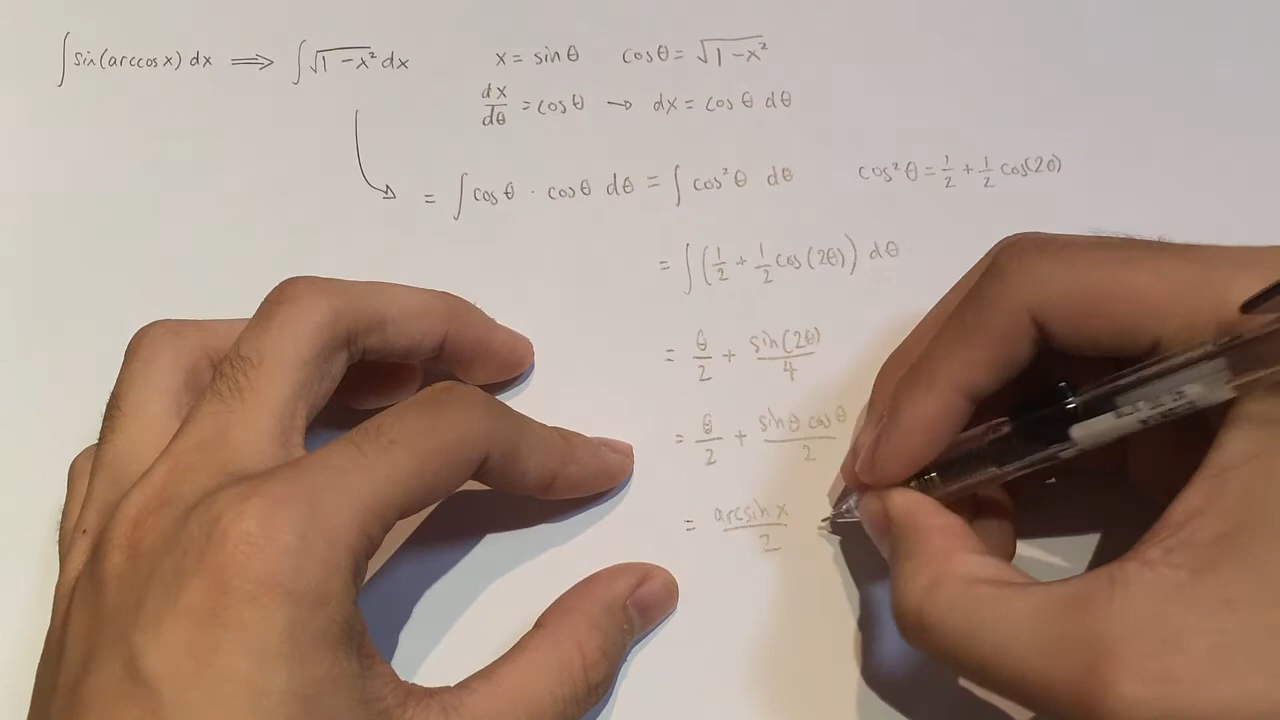 ∫ sin(arccos x) dx ⟹ ∫ √(1 − x²) dx x = sin θ cos θ = √(1 − x²)
dx/dθ = cos θ → dx = cos θ dθ
= ∫ cos θ · cos θ dθ = ∫ cos² θ dθ cos² θ = 1/2 + 1/2 cos(2θ)
= ∫ (1/2 + 1/2 cos(2θ)) dθ
= θ/2 + sin(2θ)/4
= θ/2 + sin θ cos θ/2
= arcsin x/2